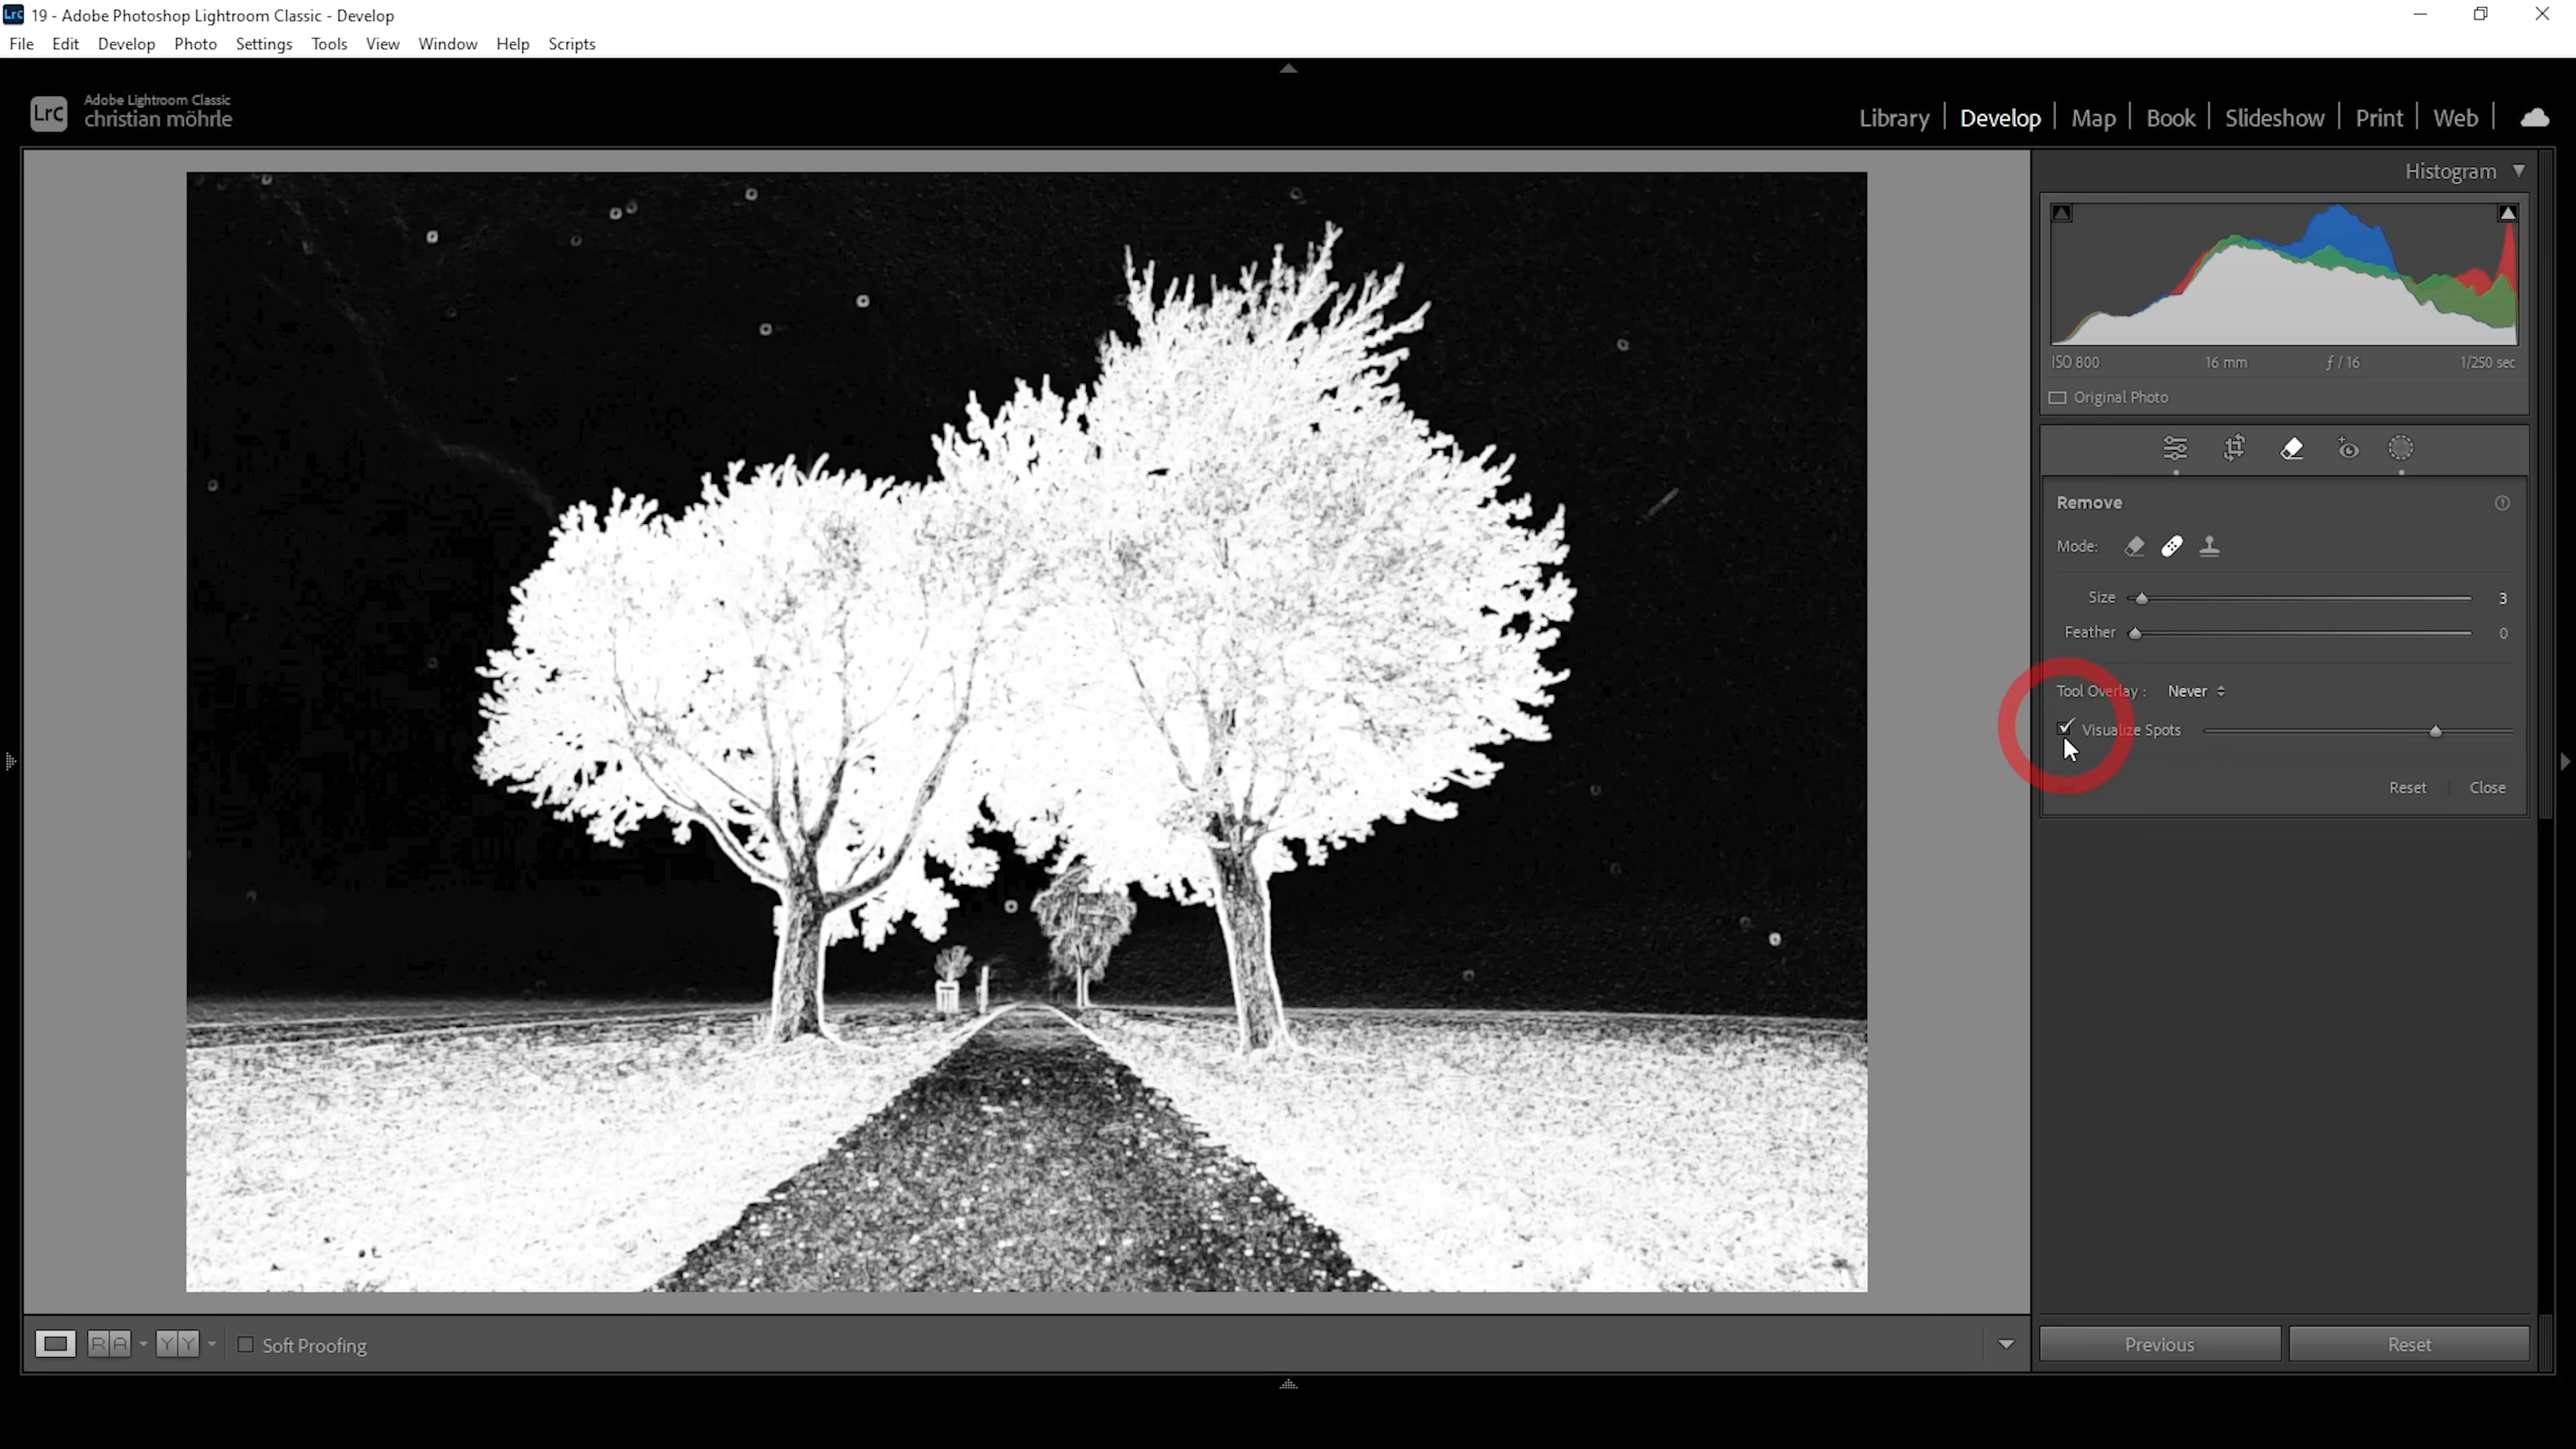 Lrc 19 - Adobe Photoshop Lightroom Classic - Develop
File Edit Develop Photo Settings Tools View Window Help Scripts
Lrc Adobe Lightroom Classic
christian möhrle
Library | Develop | Map | Book | Slideshow | Print | Web |
Histogram
ISO 800 16 mm ƒ / 16 1/250 sec
Original Photo
Remove
Mode:
Size 3
Feather 0
Tool Overlay : Never
Visualize Spots
Reset Close
R A Y Y Soft Proofing
Previous Reset